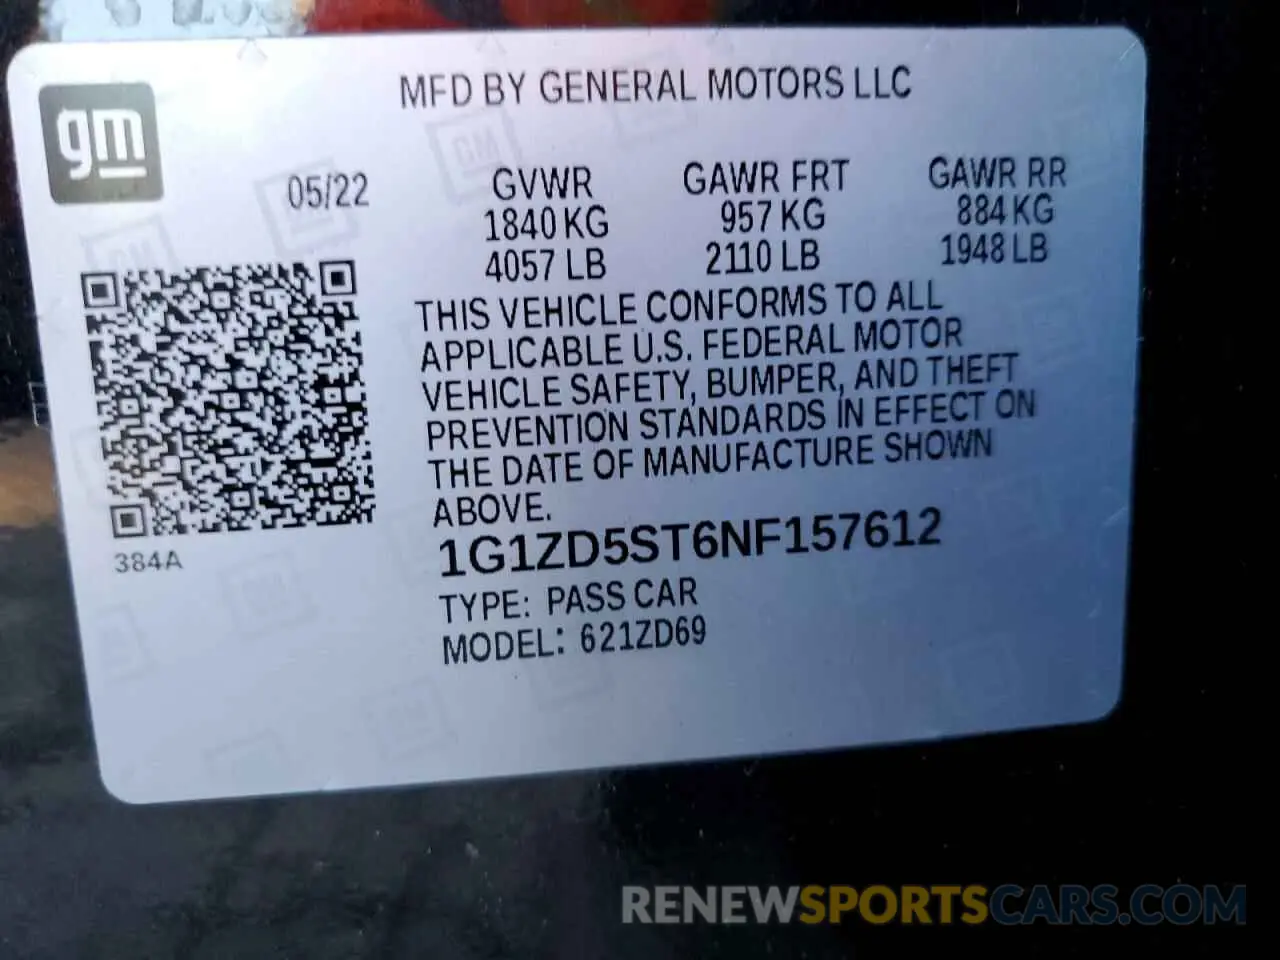 MFD BY GENERAL MOTORS LLC
gm
05/22 GVWR GAWR FRT GAWR RR
1840 KG 957 KG 884 KG
4057 LB 2110 LB 1948 LB
THIS VEHICLE CONFORMS TO ALL
APPLICABLE U.S. FEDERAL MOTOR
VEHICLE SAFETY, BUMPER, AND THEFT
PREVENTION STANDARDS IN EFFECT ON
THE DATE OF MANUFACTURE SHOWN
ABOVE.
384A
1G1ZD5ST6NF157612
TYPE: PASS CAR
MODEL: 621ZD69
RENEWSPORTSCARS.COM